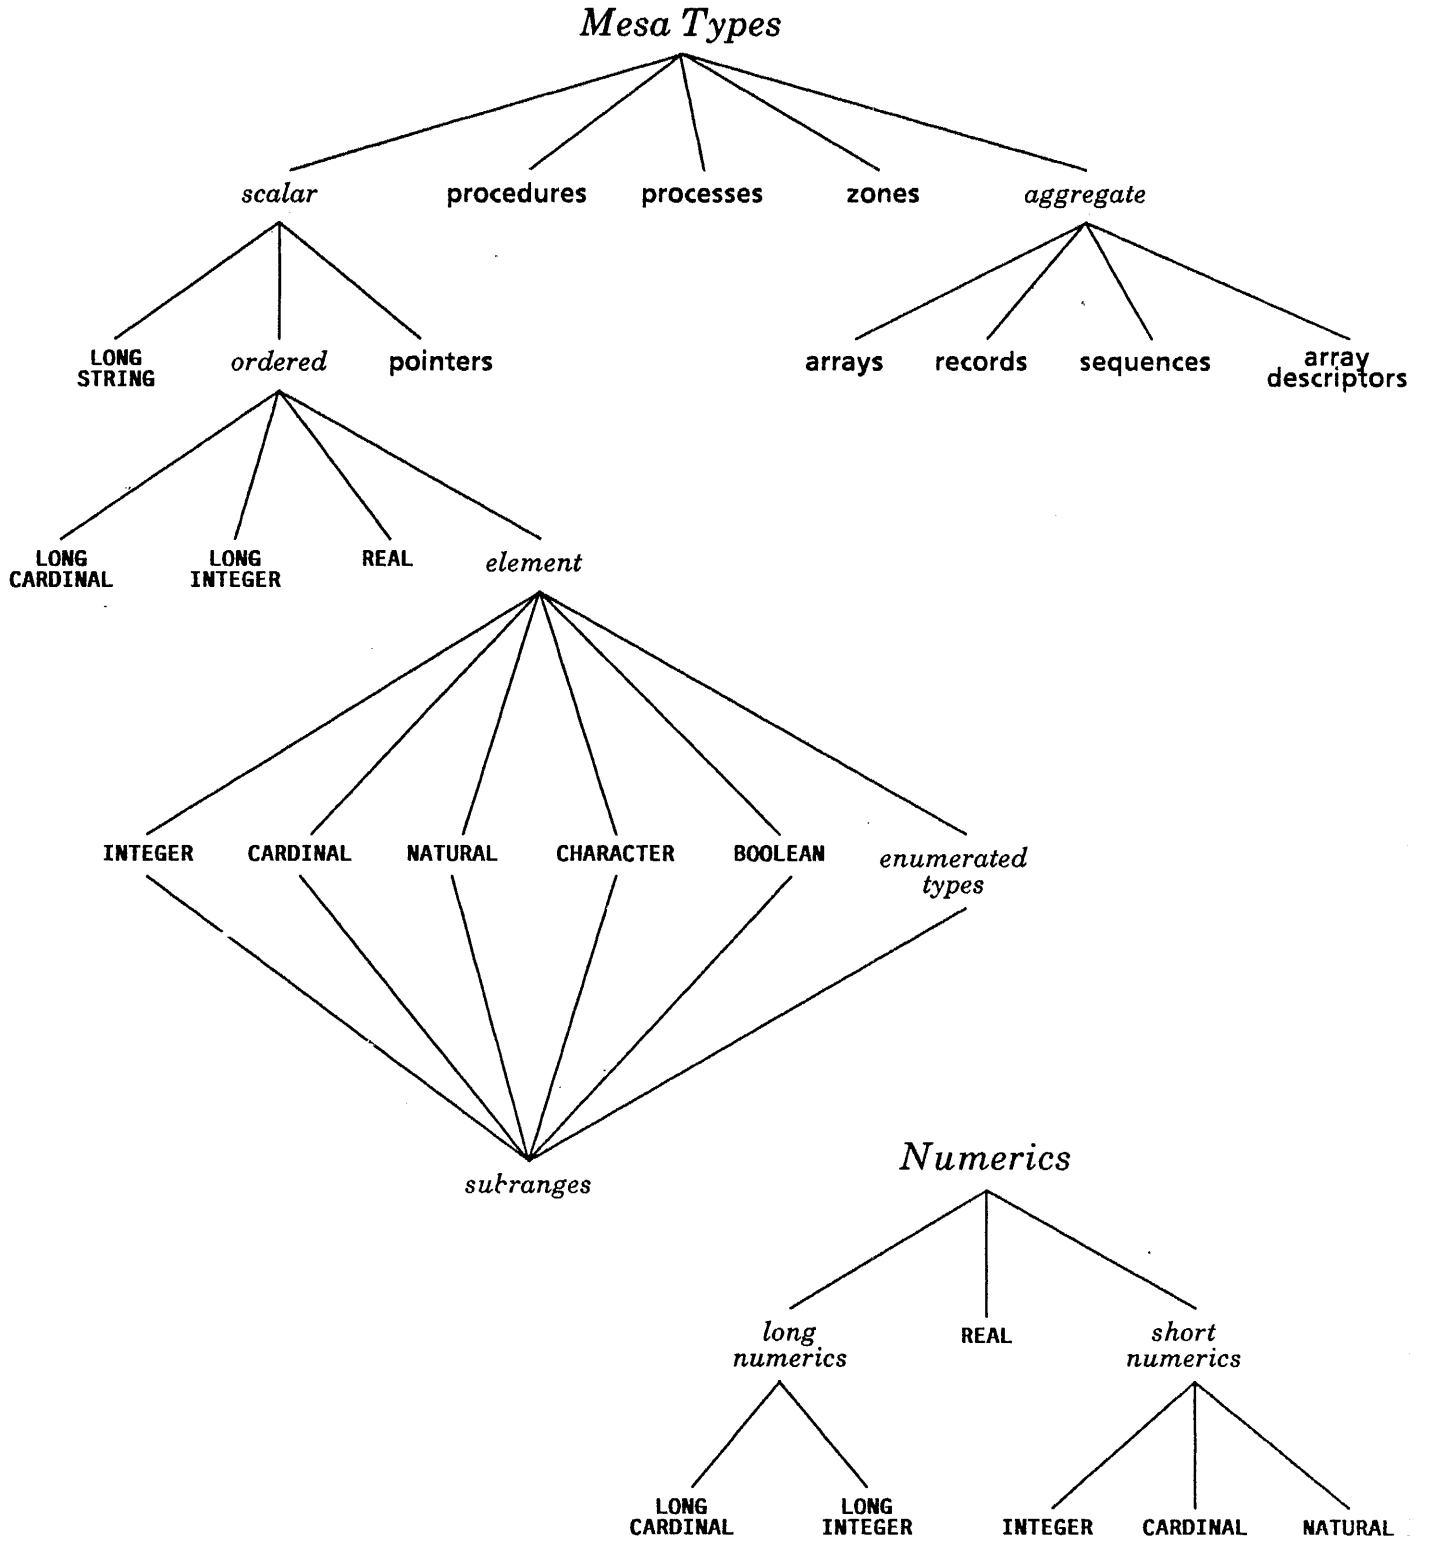 Mesa Types
scalar
procedures
processes
zones
aggregate
LONG
STRING
ordered
pointers
arrays
records
sequences
array
descriptors
LONG
CARDINAL
LONG
INTEGER
REAL
element
INTEGER
CARDINAL
NATURAL
CHARACTER
BOOLEAN
enumerated
types
subranges
Numerics
long
numerics
REAL
short
numerics
LONG
CARDINAL
LONG
INTEGER
INTEGER
CARDINAL
NATURAL